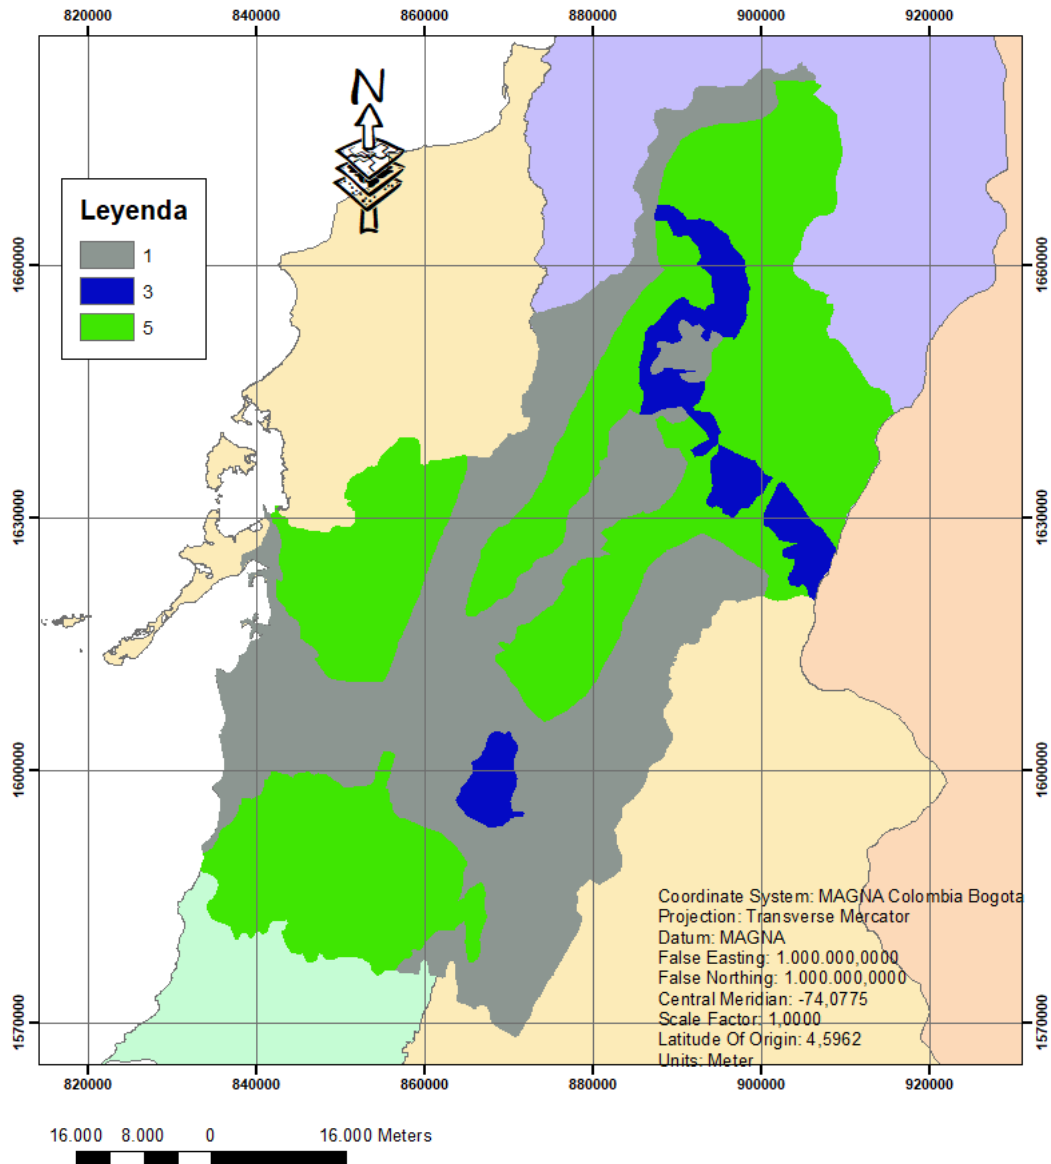 820000 840000 860000 880000 900000 920000
N
Leyenda
1
3
5
1660000 1660000
1630000 1630000
1600000 1600000
1570000 1570000
Coordinate System: MAGNA Colombia Bogota
Projection: Transverse Mercator
Datum: MAGNA
False Easting: 1.000.000,0000
False Northing: 1.000.000,0000
Central Meridian: -74,0775
Scale Factor: 1,0000
Latitude Of Origin: 4,5962
Units: Meter
820000 840000 860000 880000 900000 920000
16.000 8.000 0 16.000 Meters